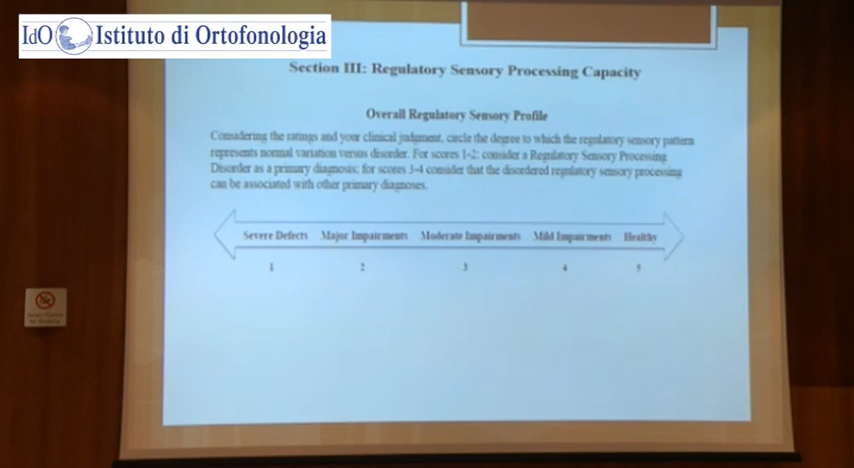 IdO Istituto di Ortofonologia
Section III: Regulatory Sensory Processing Capacity
Overall Regulatory Sensory Profile
Considering the ratings and your clinical judgment, circle the degree to which the regulatory sensory pattern
represents normal variation versus disorder. For scores 1-2: consider a Regulatory Sensory Processing
Disorder as a primary diagnosis; for scores 3-4 consider that the disordered regulatory sensory processing
can be associated with other primary diagnoses.
Severe Defects Major Impairments Moderate Impairments Mild Impairments Healthy
1 2 3 4 5